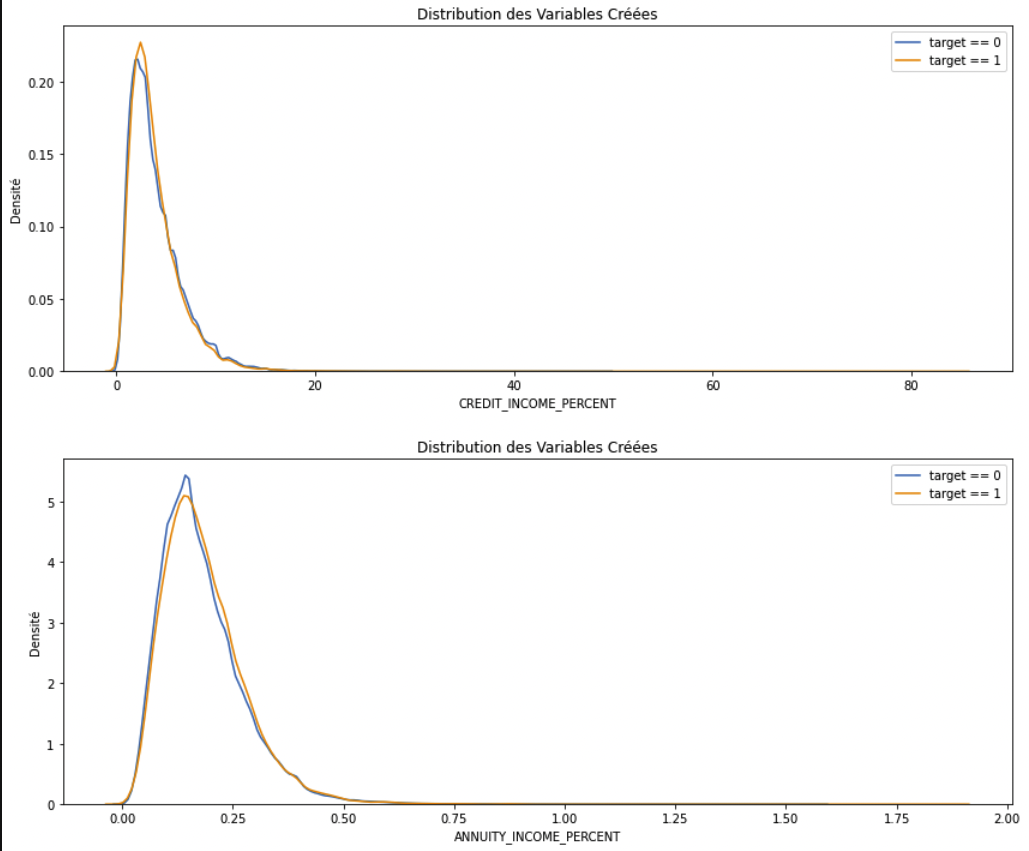 Distribution des Variables Créées
target == 0
target == 1
Densité
0.20
0.15
0.10
0.05
0.00
0 20 40 60 80
CREDIT_INCOME_PERCENT
Distribution des Variables Créées
target == 0
target == 1
Densité
5
4
3
2
1
0
0.00 0.25 0.50 0.75 1.00 1.25 1.50 1.75 2.00
ANNUITY_INCOME_PERCENT